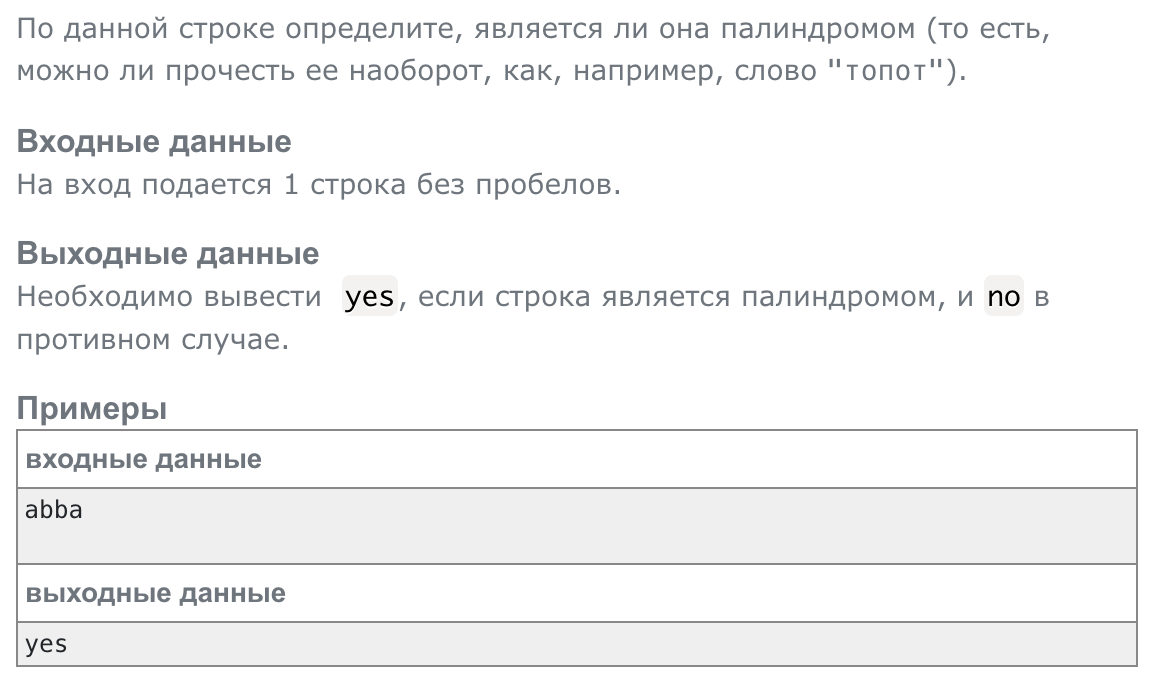 По данной строке определите, является ли она палиндромом (то есть,
можно ли прочесть ее наоборот, как, например, слово "топот").
Входные данные
На вход подается 1 строка без пробелов.
Выходные данные
Необходимо вывести yes, если строка является палиндромом, и no в
противном случае.
Примеры
входные данные
abba
выходные данные
yes